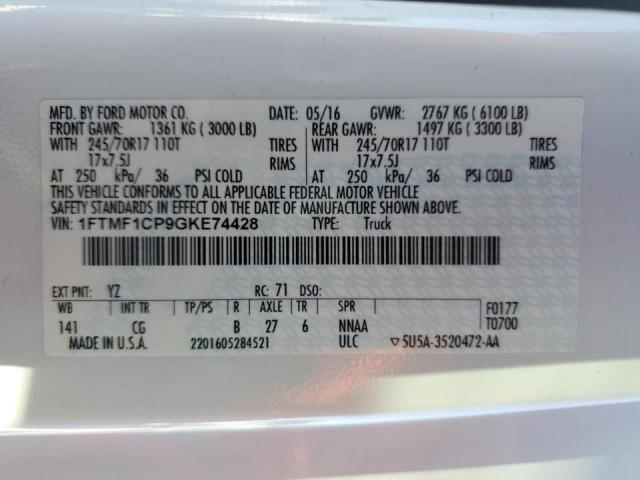 MFD. BY FORD MOTOR CO. DATE: 05/16 GVWR: 2767 KG ( 6100 LB)
FRONT GAWR: 1361 KG ( 3000 LB) REAR GAWR: 1497 KG ( 3300 LB)
WITH 245/70R17 110T TIRES WITH 245/70R17 110T TIRES
17x7.5J RIMS 17x7.5J RIMS
AT 250 kPa/ 36 PSI COLD AT 250 kPa/ 36 PSI COLD
THIS VEHICLE CONFORMS TO ALL APPLICABLE FEDERAL MOTOR VEHICLE
SAFETY STANDARDS IN EFFECT ON THE DATE OF MANUFACTURE SHOWN ABOVE.
VIN: 1FTMF1CP9GKE74428 TYPE: Truck
EXT PNT: YZ RC: 71 DSO:
WB INT TR TP/PS R AXLE TR SPR F0177
141 CG B 27 6 NNAA T0700
MADE IN U.S.A. 2201605284521 ULC ▽5U5A-3520472-AA